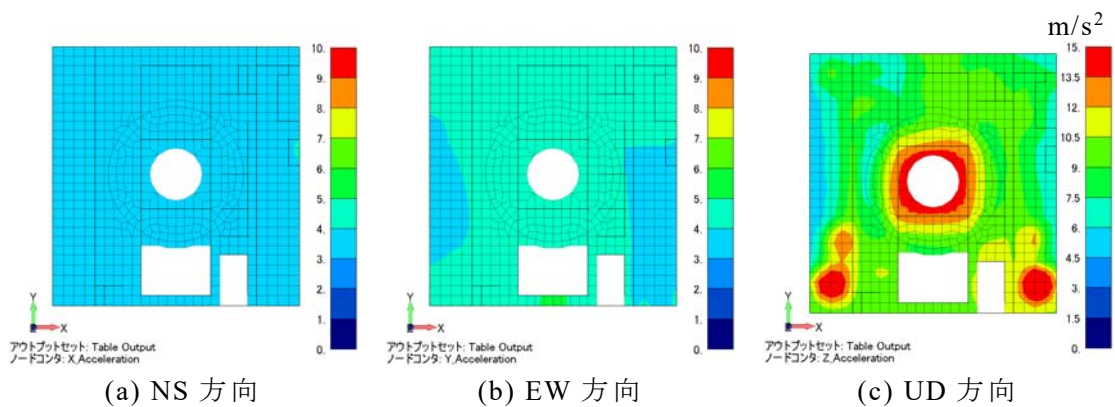 m/s2
10.
9.
8.
7.
6.
5.
4.
3.
2.
1.
0.
Y
Z
X
アウトプットセット: Table Output
ノードコンタ: X_Acceleration
(a) NS 方向
10.
9.
8.
7.
6.
5.
4.
3.
2.
1.
0.
Y
Z
X
アウトプットセット: Table Output
ノードコンタ: Y_Acceleration
(b) EW 方向
15.
13.5
12.
10.5
9.
7.5
6.
4.5
3.
1.5
0.
Y
Z
X
アウトプットセット: Table Output
ノードコンタ: Z_Acceleration
(c) UD 方向